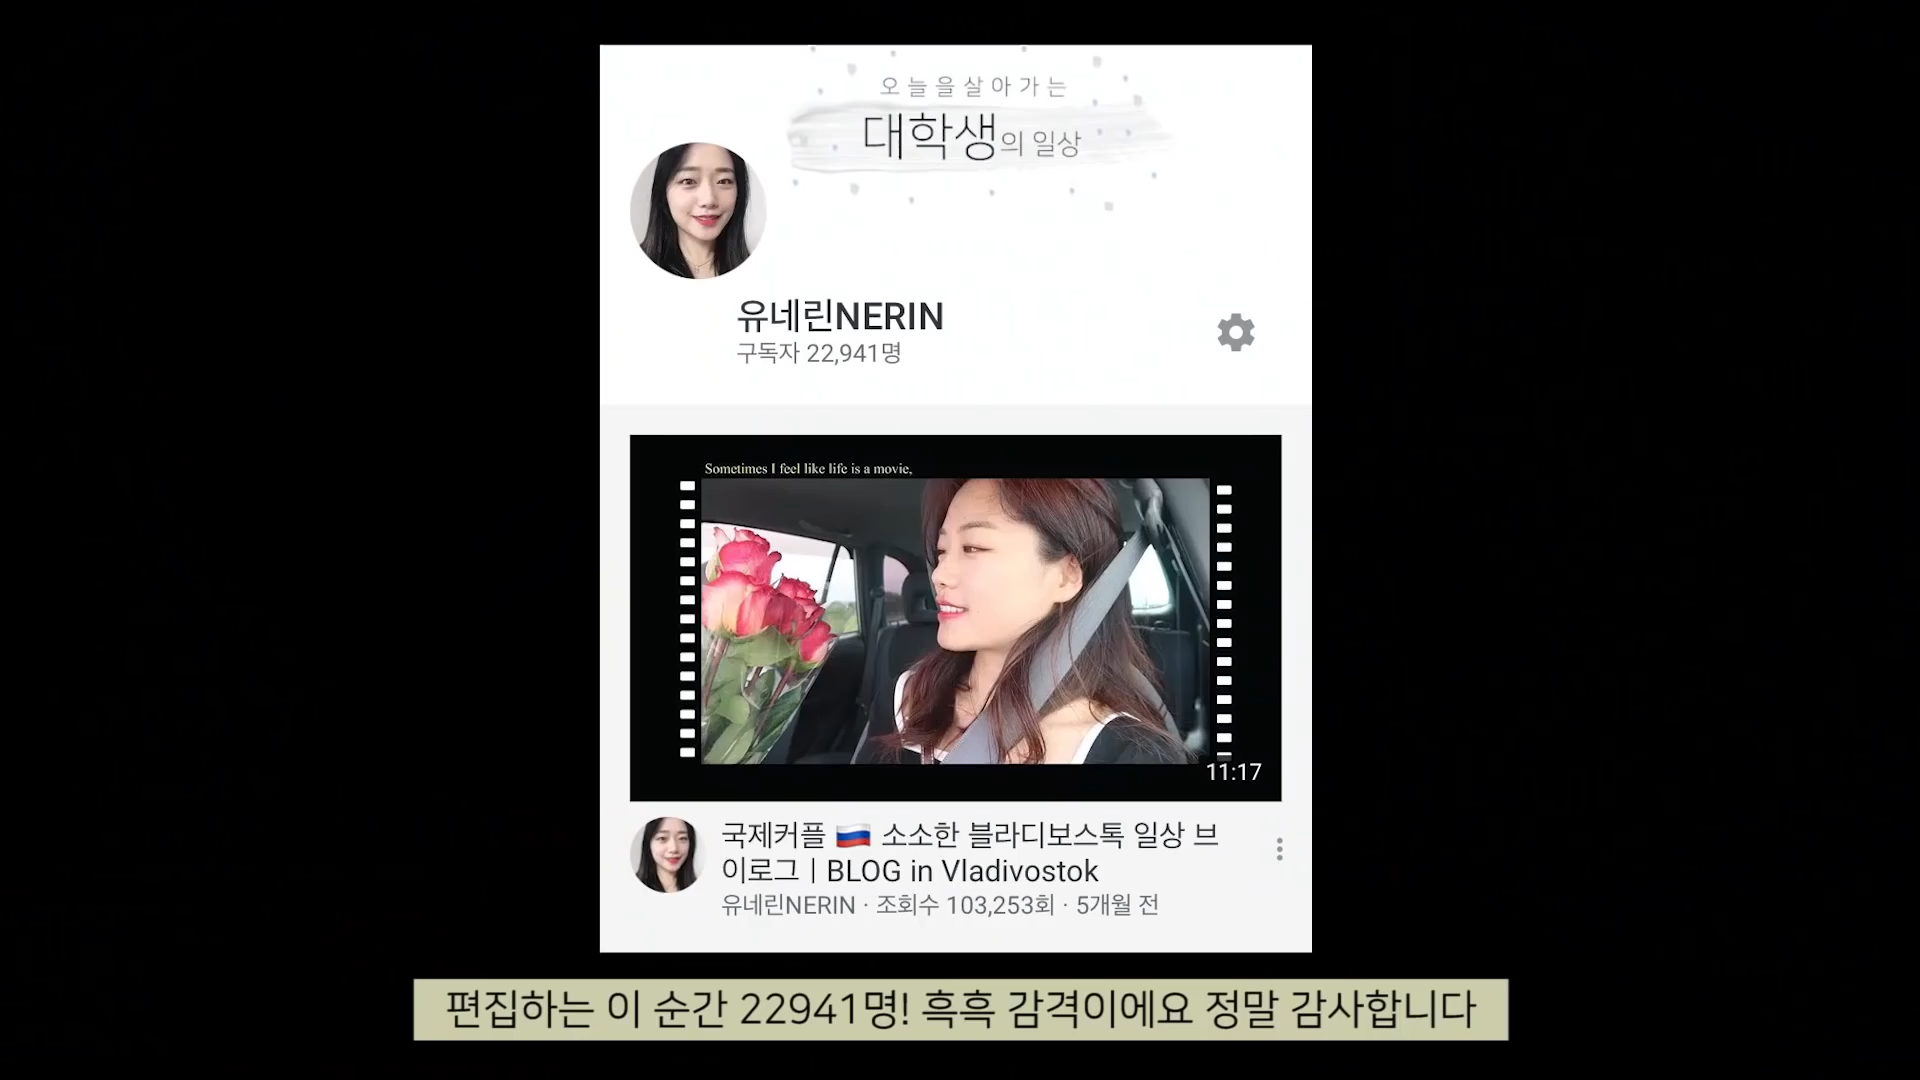 오늘을살아가는
대학생의 일상
유네린NERIN
구독자 22,941명
Sometimes I feel like life is a movie,
11:17
국제커플 🇷🇺 소소한 블라디보스톡 일상 브
이로그 | BLOG in Vladivostok
유네린NERIN · 조회수 103,253회 · 5개월 전
편집하는 이 순간 22941명! 흑흑 감격이에요 정말 감사합니다